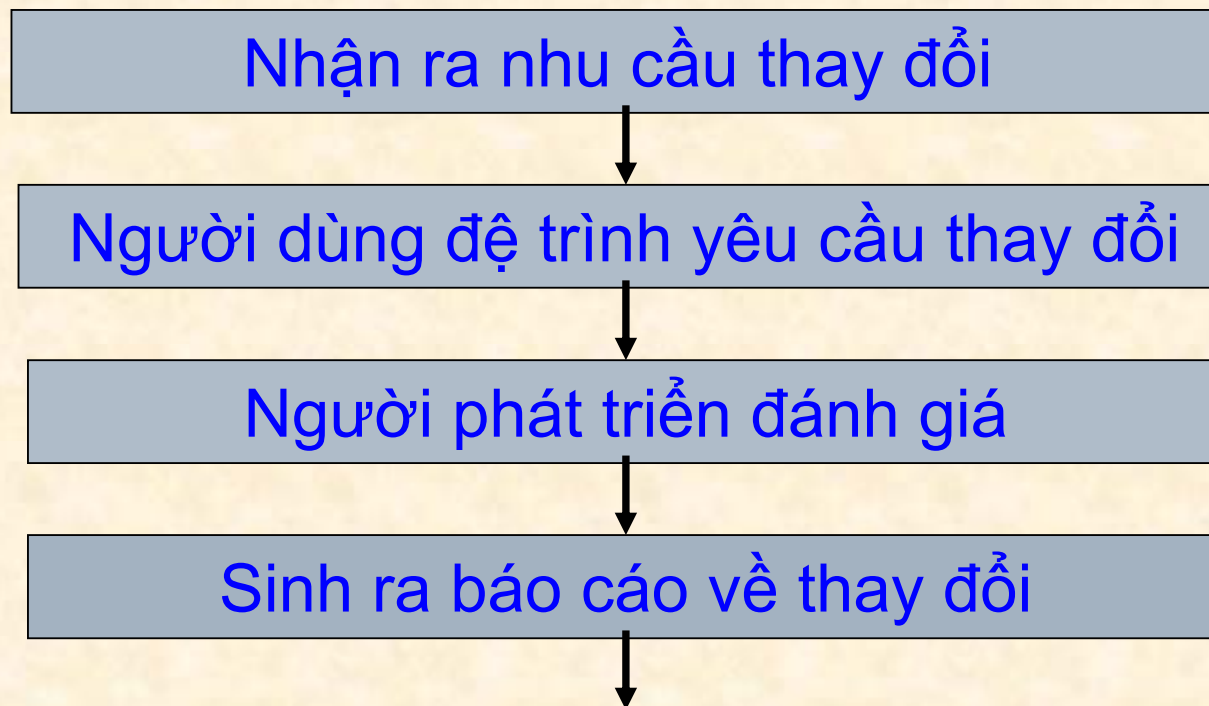 Nhận ra nhu cầu thay đổi
Người dùng đệ trình yêu cầu thay đổi
Người phát triển đánh giá
Sinh ra báo cáo về thay đổi